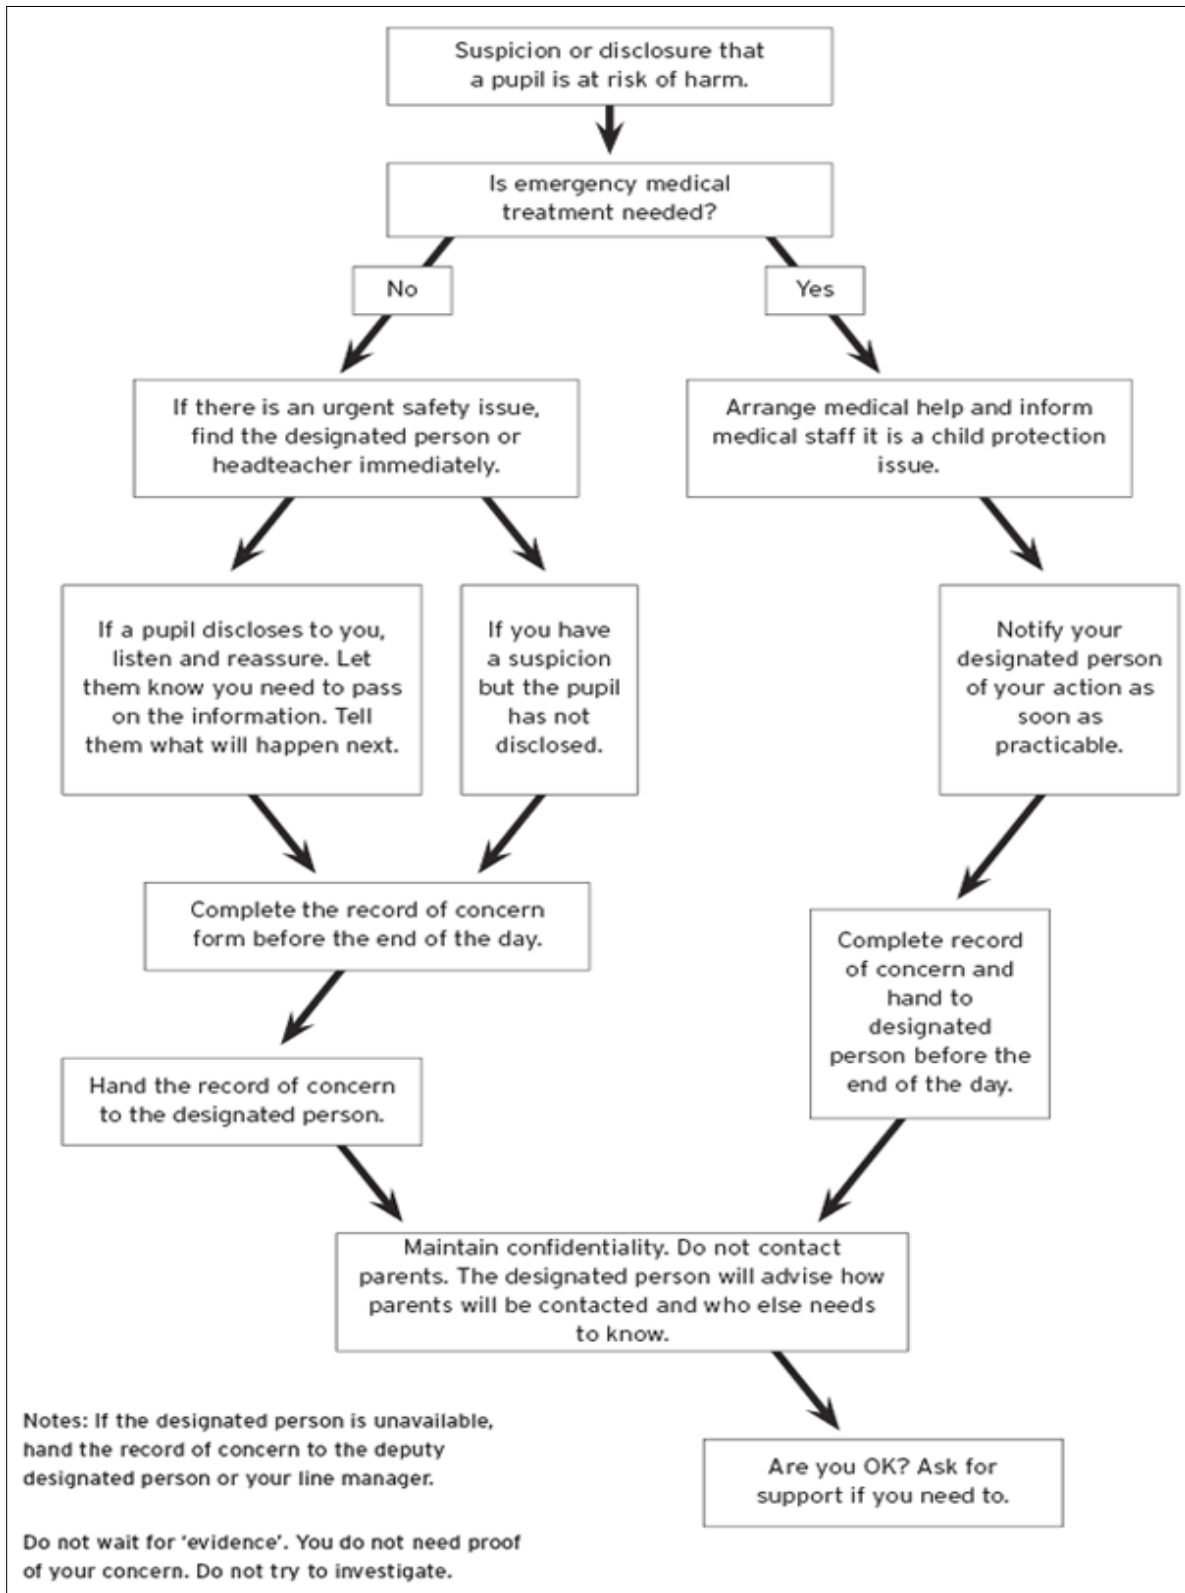 Suspicion or disclosure that
a pupil is at risk of harm.
Is emergency medical
treatment needed?
No
Yes
If there is an urgent safety issue,
find the designated person or
headteacher immediately.
Arrange medical help and inform
medical staff it is a child protection
issue.
If a pupil discloses to you,
listen and reassure. Let
them know you need to pass
on the information. Tell
them what will happen next.
If you have
a suspicion
but the pupil
has not
disclosed.
Notify your
designated person
of your action as
soon as
practicable.
Complete the record of concern
form before the end of the day.
Complete record
of concern and
hand to
designated
person before the
end of the day.
Hand the record of concern
to the designated person.
Maintain confidentiality. Do not contact
parents. The designated person will advise how
parents will be contacted and who else needs
to know.
Notes: If the designated person is unavailable,
hand the record of concern to the deputy
designated person or your line manager.
Do not wait for ‘evidence’. You do not need proof
of your concern. Do not try to investigate.
Are you OK? Ask for
support if you need to.